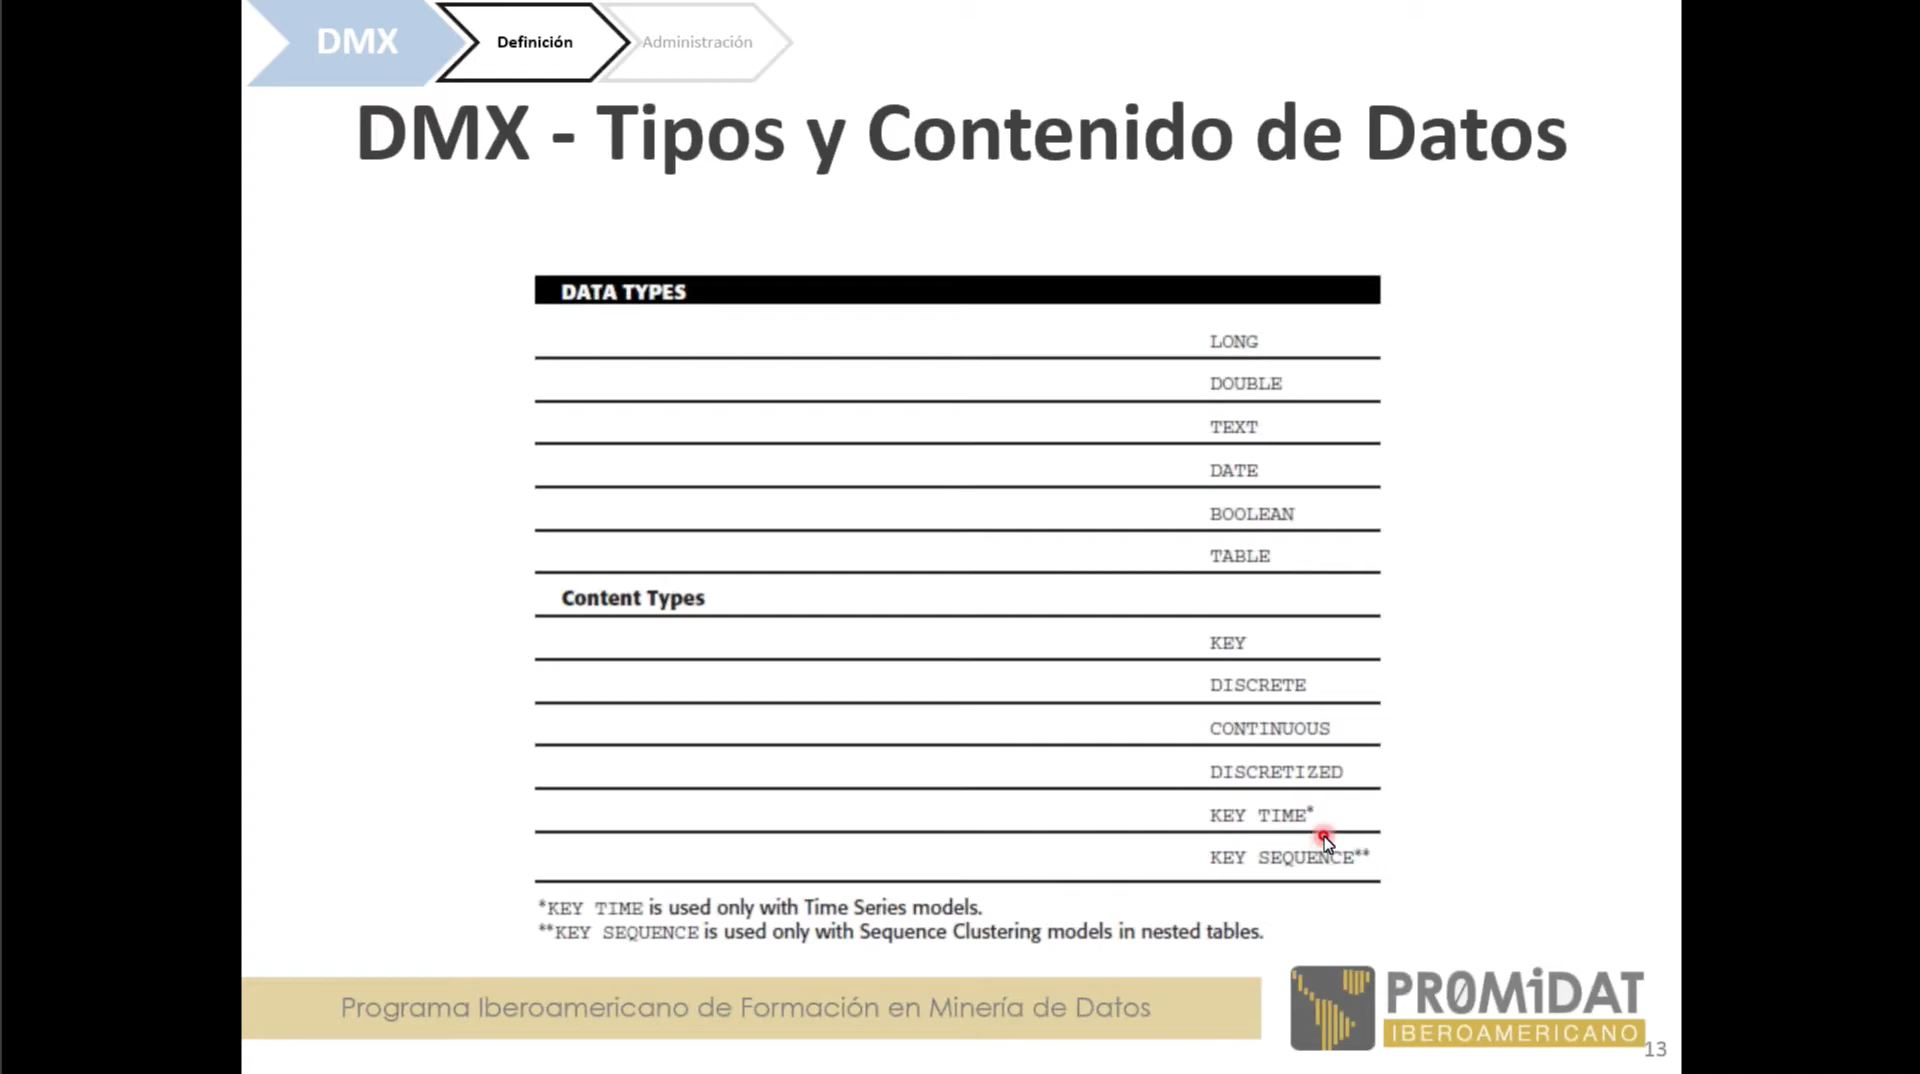 DMX
Definición
Administración
DMX - Tipos y Contenido de Datos
DATA TYPES
LONG
DOUBLE
TEXT
DATE
BOOLEAN
TABLE
Content Types
KEY
DISCRETE
CONTINUOUS
DISCRETIZED
KEY TIME*
KEY SEQUENCE**
*KEY TIME is used only with Time Series models.
**KEY SEQUENCE is used only with Sequence Clustering models in nested tables.
Programa Iberoamericano de Formación en Minería de Datos
PR0MiDAT
IBEROAMERICANO
13